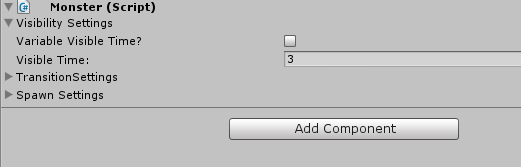 Monster (Script)
Visibility Settings
Variable Visible Time?
Visible Time: 3
TransitionSettings
Spawn Settings
Add Component